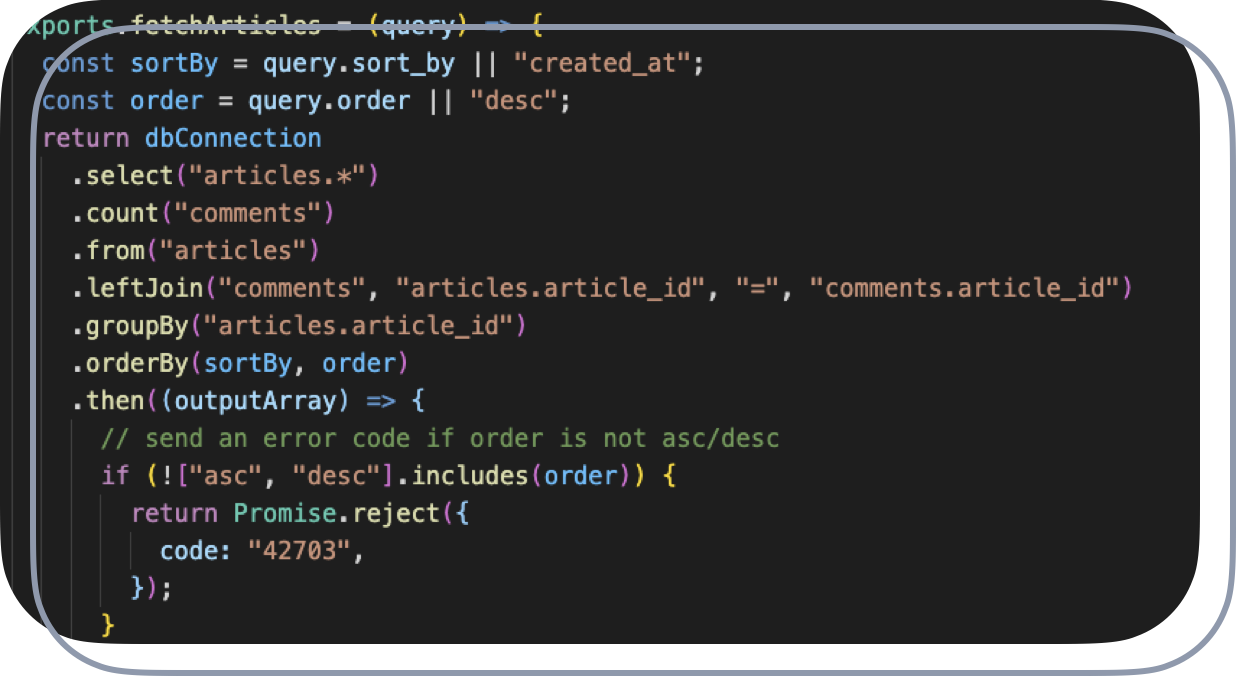 xports.fetchArticles = (query) => {
const sortBy = query.sort_by || "created_at";
const order = query.order || "desc";
return dbConnection
.select("articles.*")
.count("comments")
.from("articles")
.leftJoin("comments", "articles.article_id", "=", "comments.article_id")
.groupBy("articles.article_id")
.orderBy(sortBy, order)
.then((outputArray) => {
// send an error code if order is not asc/desc
if (!["asc", "desc"].includes(order)) {
return Promise.reject({
code: "42703",
});
}